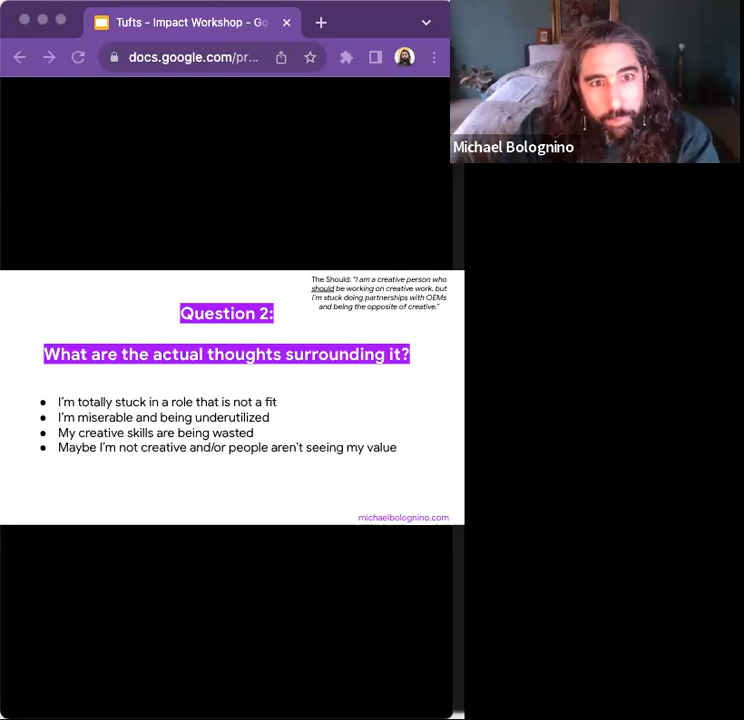 Tufts - Impact Workshop - Go
docs.google.com/pr...
Michael Bolognino
The Should: "I am a creative person who
should be working on creative work, but
I'm stuck doing partnerships with OEMs
and being the opposite of creative."
Question 2:
What are the actual thoughts surrounding it?
● I'm totally stuck in a role that is not a fit
● I'm miserable and being underutilized
● My creative skills are being wasted
● Maybe I'm not creative and/or people aren't seeing my value
michaelbolognino.com